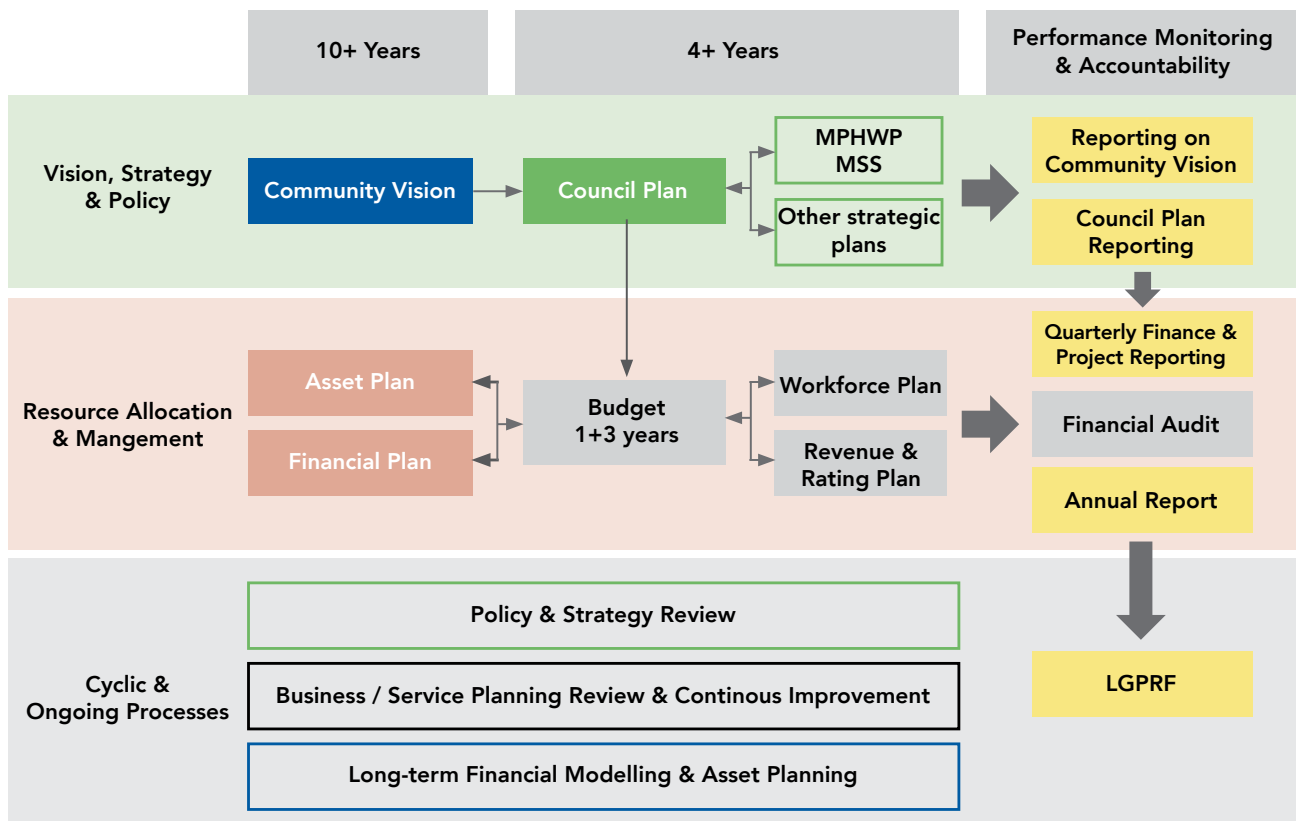 10+ Years
4+ Years
Performance Monitoring
& Accountability
Vision, Strategy
& Policy
Community Vision
Council Plan
MPHWP
MSS
Other strategic
plans
Reporting on
Community Vision
Council Plan
Reporting
Resource Allocation
& Mangement
Asset Plan
Financial Plan
Budget
1+3 years
Workforce Plan
Revenue &
Rating Plan
Quarterly Finance &
Project Reporting
Financial Audit
Annual Report
Cyclic &
Ongoing Processes
Policy & Strategy Review
Business / Service Planning Review & Continous Improvement
Long-term Financial Modelling & Asset Planning
LGPRF